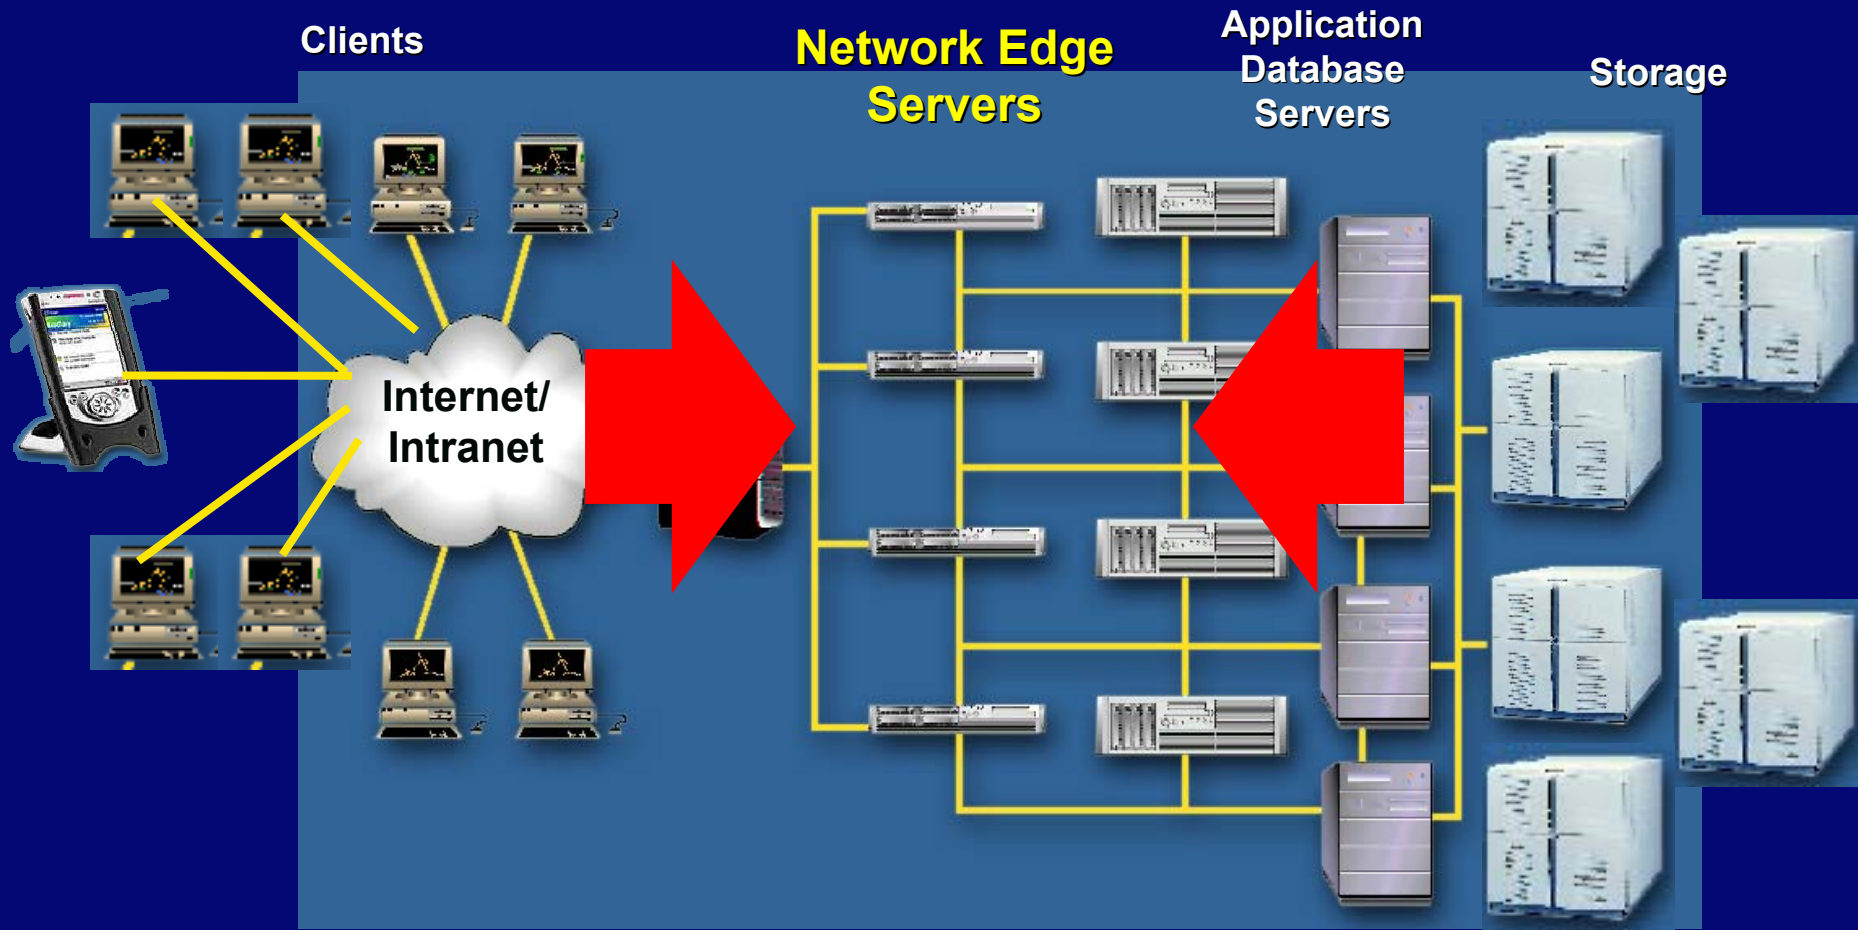 Clients
Network Edge
Servers
Application
Database
Servers
Storage
Internet/
Intranet